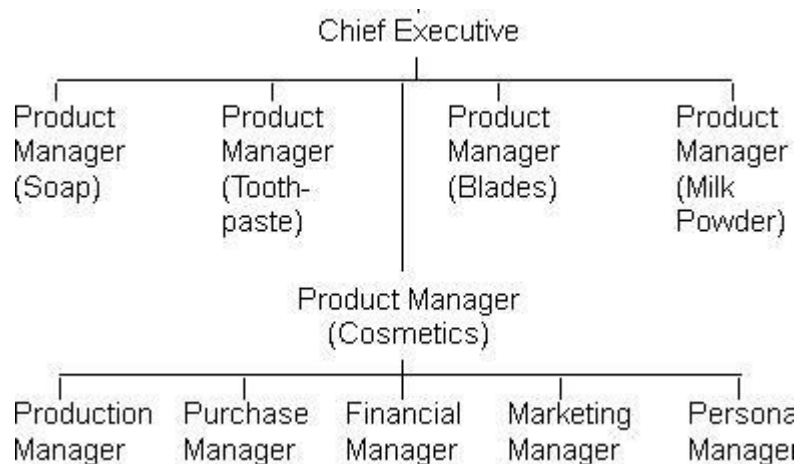 Chief Executive
Product Manager (Soap)
Product Manager (Tooth-paste)
Product Manager (Blades)
Product Manager (Milk Powder)
Product Manager
(Cosmetics)
Production Manager
Purchase Manager
Financial Manager
Marketing Manager
Persona Manager